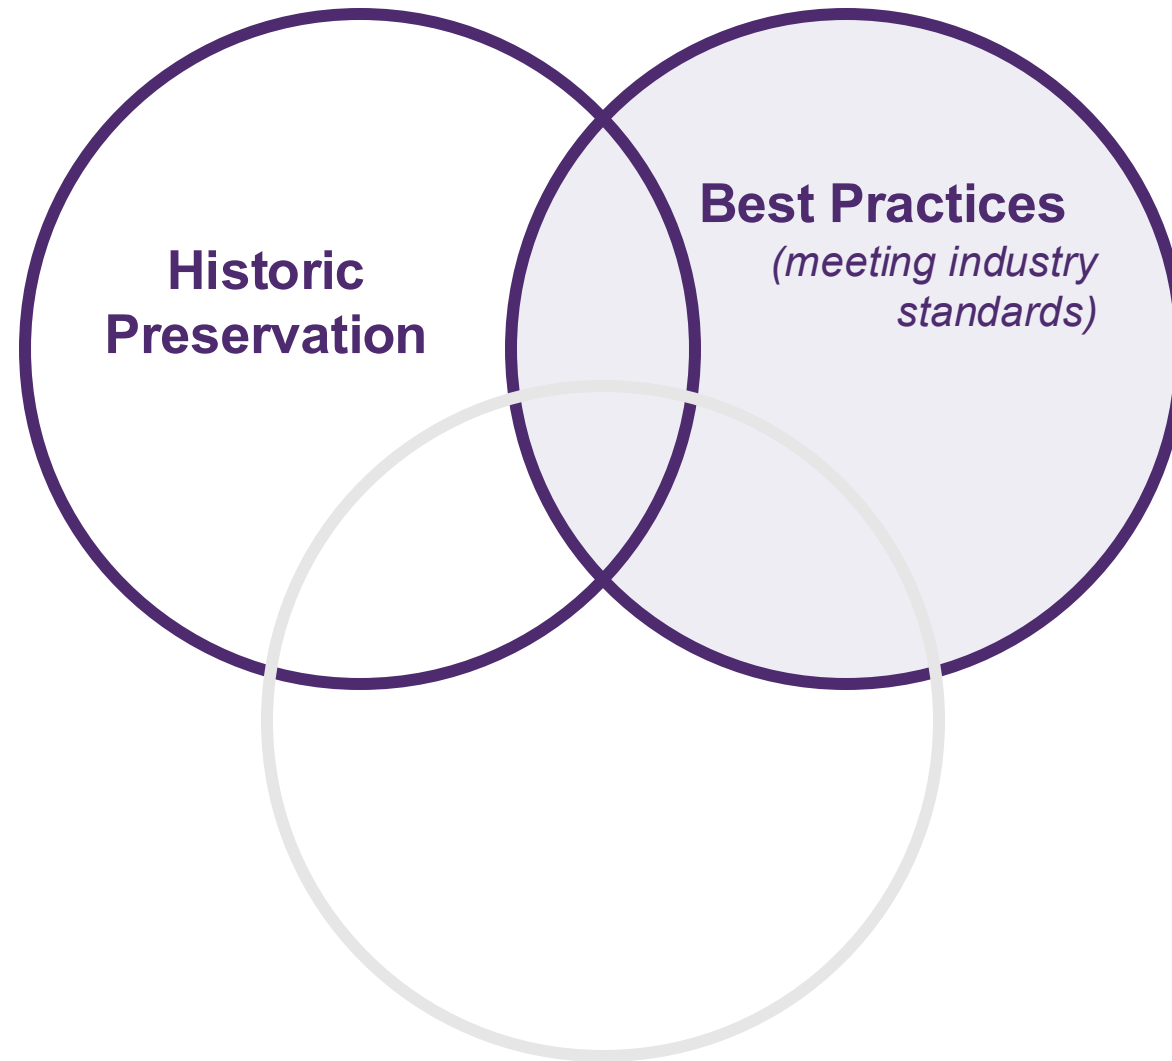 Historic
Preservation
Best Practices
(meeting industry
standards)